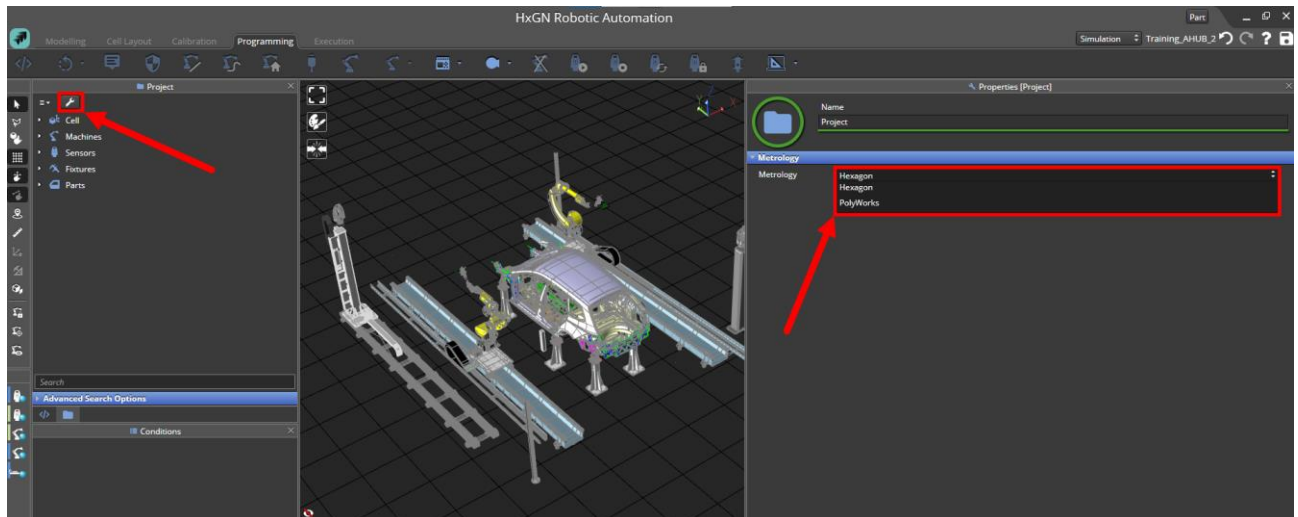 HxGN Robotic Automation
Part
Modelling Cell Layout Calibration Programming Execution
Simulation Training_AHUB_2 ?
Project
Cell
Machines
Sensors
Fixtures
Parts
Search
Advanced Search Options
Conditions
Properties [Project]
Name
Project
Metrology
Metrology
Hexagon
Hexagon
PolyWorks